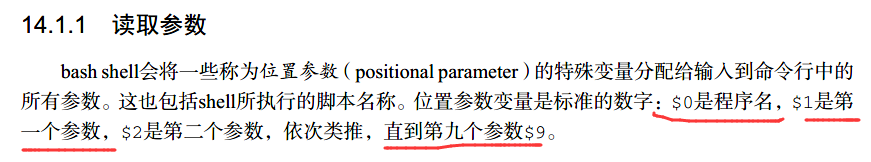 14.1.1 读取参数
bash shell会将一些称为位置参数（positional parameter）的特殊变量分配给输入到命令行中的
所有参数。这也包括shell所执行的脚本名称。位置参数变量是标准的数字：$0是程序名，$1是第
一个参数，$2是第二个参数，依次类推，直到第九个参数$9。